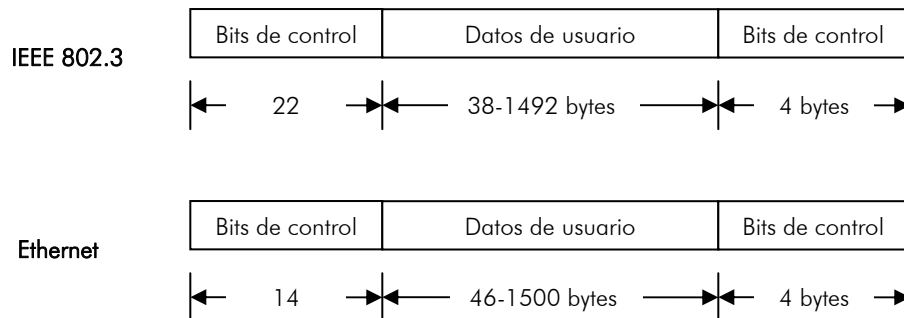 IEEE 802.3
Bits de control Datos de usuario Bits de control
22 38-1492 bytes 4 bytes
Ethernet
Bits de control Datos de usuario Bits de control
14 46-1500 bytes 4 bytes